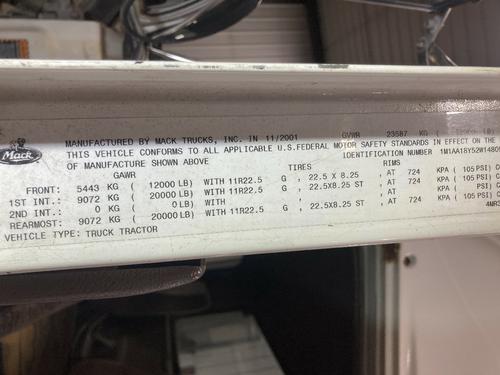 Mack
MANUFACTURED BY MACK TRUCKS, INC. IN 11/2001 GVWR 23587 KG (
THIS VEHICLE CONFORMS TO ALL APPLICABLE U.S.FEDERAL MOTOR SAFETY STANDARDS IN EFFECT ON THE
OF MANUFACTURE SHOWN ABOVE IDENTIFICATION NUMBER 1M1AA18Y52W1480
GAWR TIRES RIMS
FRONT: 5443 KG ( 12000 LB) WITH 11R22.5 G , 22.5 X 8.25 , AT 724 KPA ( 105 PSI) C
1ST INT.: 9072 KG ( 20000 LB) WITH 11R22.5 G , 22.5X8.25 ST , AT 724 KPA ( 105 PSI) C
2ND INT.: 0 KG ( 0 LB)
REARMOST: 9072 KG ( 20000 LB) WITH 11R22.5 G , 22.5X8.25 ST , AT 724 KPA ( 105 PSI)
VEHICLE TYPE: TRUCK TRACTOR 4MR3